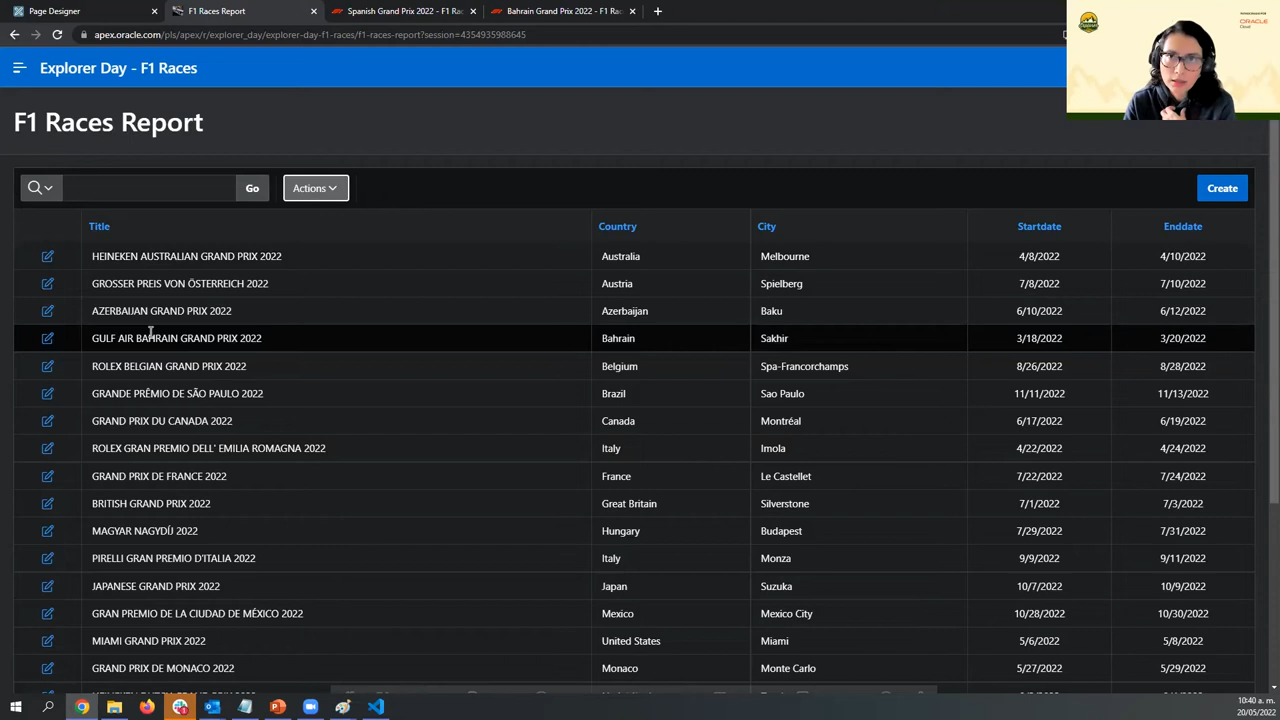 Page Designer
F1 Races Report
Spanish Grand Prix 2022 - F1 Ra
Bahrain Grand Prix 2022 - F1 Rac
apex.oracle.com/pls/apex/r/explorer_day/explorer-day-f1-races/f1-races-report?session=4354935988645
Explorer Day - F1 Races
F1 Races Report
Go
Actions
Create
Title Country City Startdate Enddate
HEINEKEN AUSTRALIAN GRAND PRIX 2022 Australia Melbourne 4/8/2022 4/10/2022
GROSSER PREIS VON ÖSTERREICH 2022 Austria Spielberg 7/8/2022 7/10/2022
AZERBAIJAN GRAND PRIX 2022 Azerbaijan Baku 6/10/2022 6/12/2022
GULF AIR BAHRAIN GRAND PRIX 2022 Bahrain Sakhir 3/18/2022 3/20/2022
ROLEX BELGIAN GRAND PRIX 2022 Belgium Spa-Francorchamps 8/26/2022 8/28/2022
GRANDE PRÊMIO DE SÃO PAULO 2022 Brazil Sao Paulo 11/11/2022 11/13/2022
GRAND PRIX DU CANADA 2022 Canada Montréal 6/17/2022 6/19/2022
ROLEX GRAN PREMIO DELL' EMILIA ROMAGNA 2022 Italy Imola 4/22/2022 4/24/2022
GRAND PRIX DE FRANCE 2022 France Le Castellet 7/22/2022 7/24/2022
BRITISH GRAND PRIX 2022 Great Britain Silverstone 7/1/2022 7/3/2022
MAGYAR NAGYDÍJ 2022 Hungary Budapest 7/29/2022 7/31/2022
PIRELLI GRAN PREMIO D'ITALIA 2022 Italy Monza 9/9/2022 9/11/2022
JAPANESE GRAND PRIX 2022 Japan Suzuka 10/7/2022 10/9/2022
GRAN PREMIO DE LA CIUDAD DE MÉXICO 2022 Mexico Mexico City 10/28/2022 10/30/2022
MIAMI GRAND PRIX 2022 United States Miami 5/6/2022 5/8/2022
GRAND PRIX DE MONACO 2022 Monaco Monte Carlo 5/27/2022 5/29/2022
10:40 a. m.
20/05/2022
ORACLE
Cloud